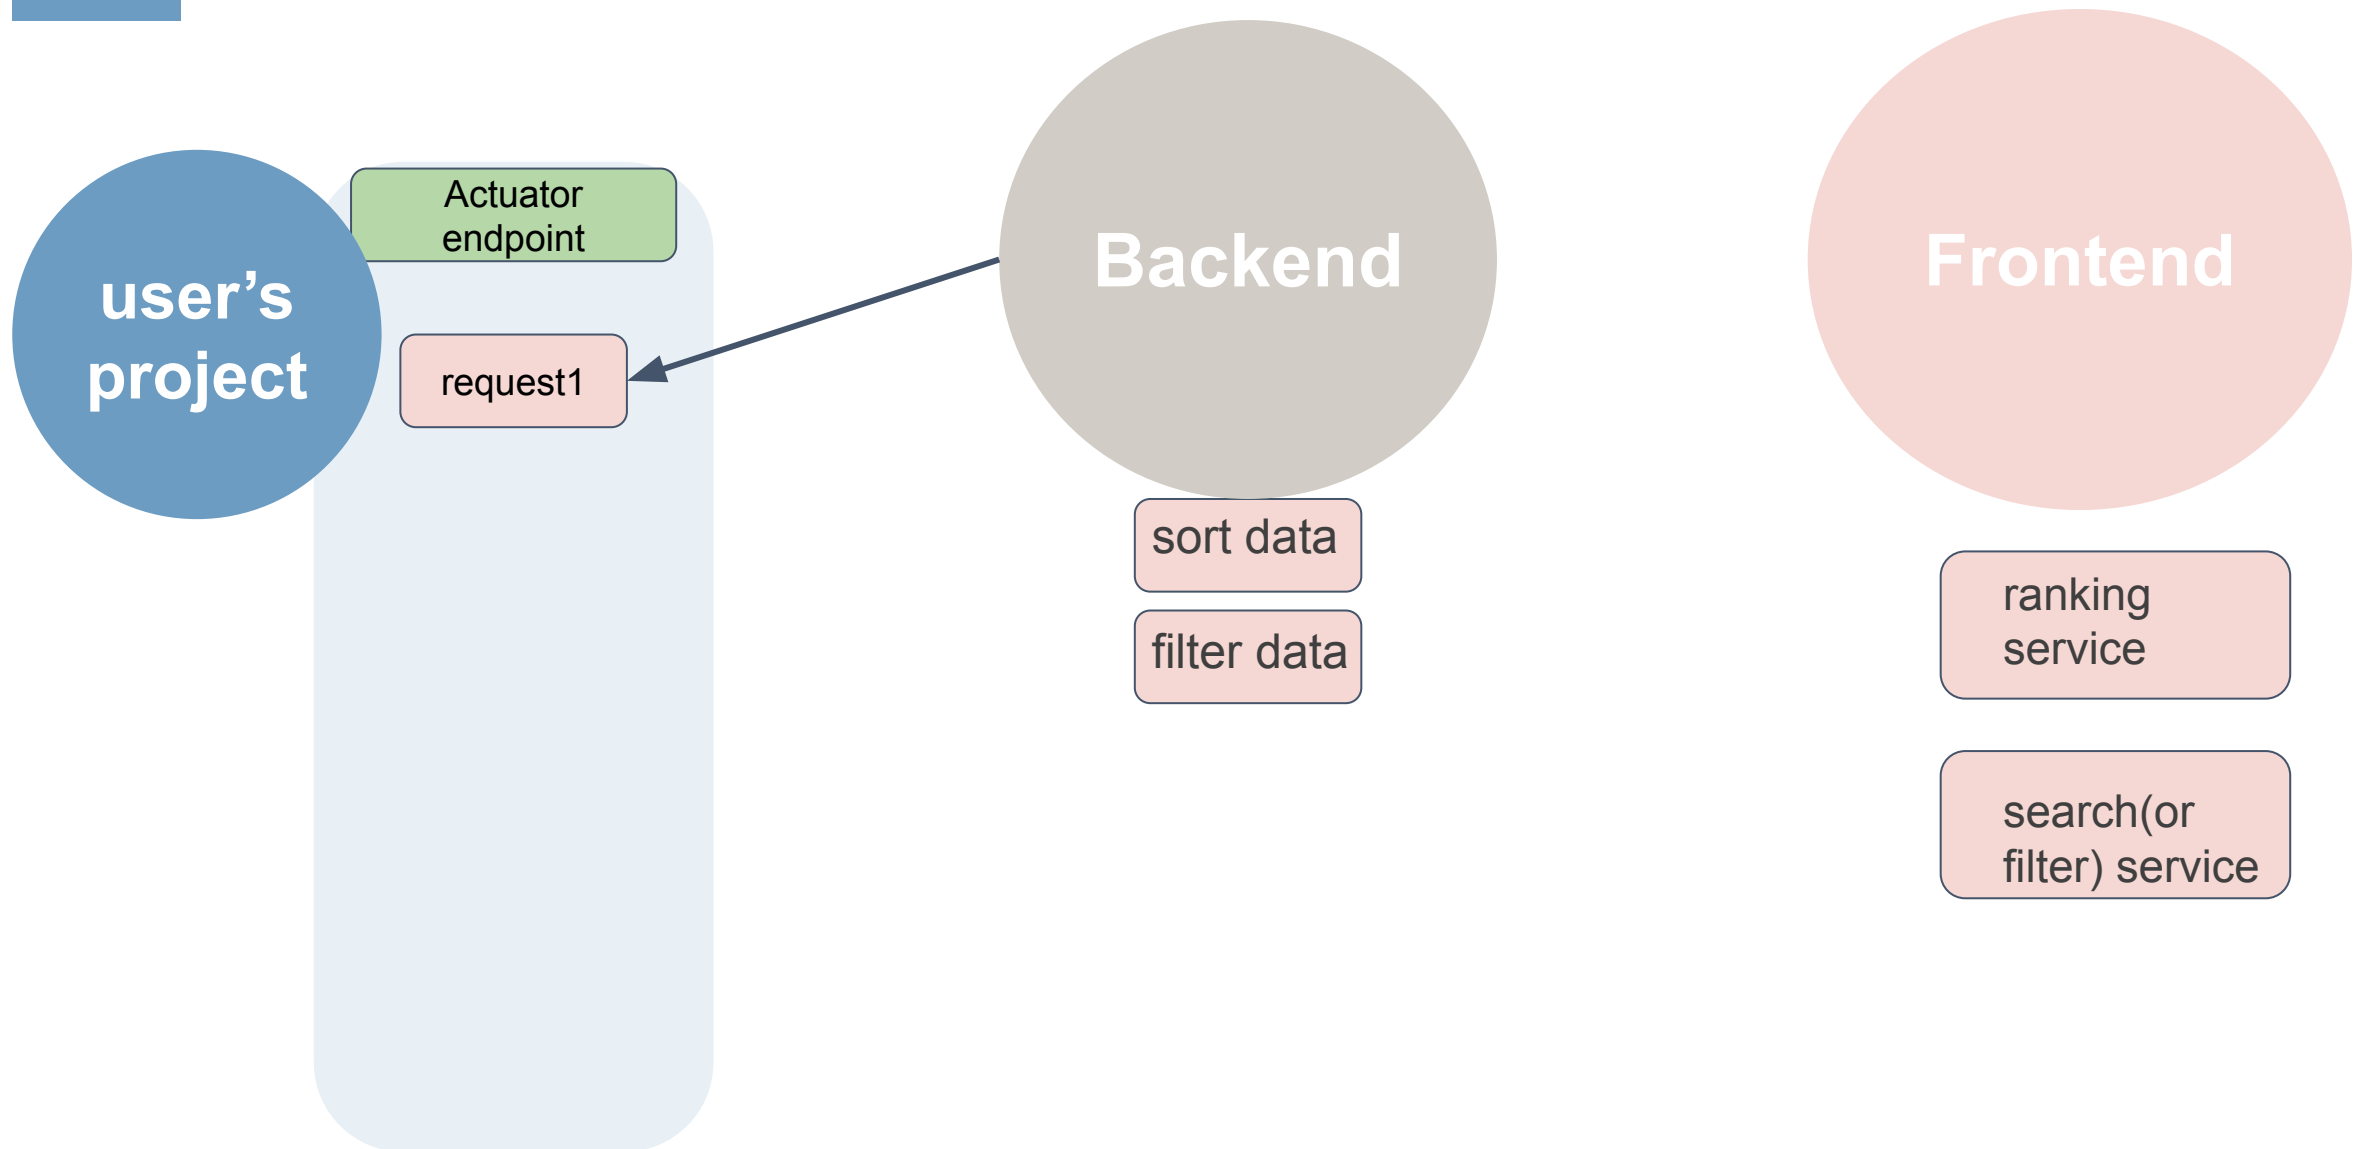 user’s
project
Actuator
endpoint
request1
Backend
sort data
filter data
Frontend
ranking
service
search(or
filter) service